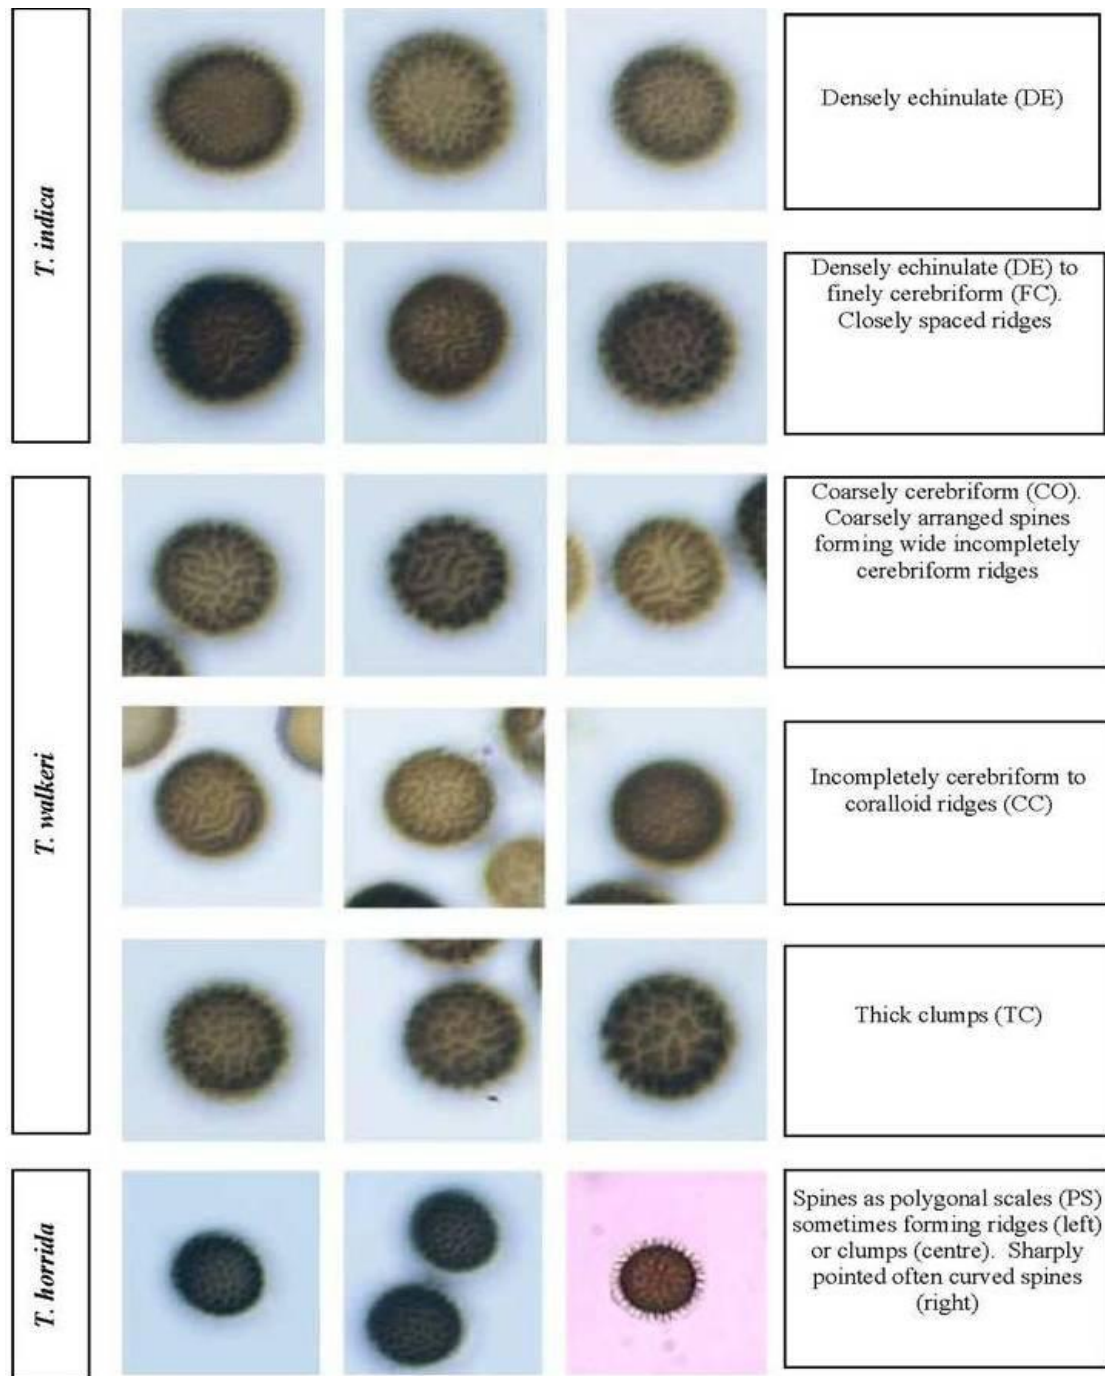 T. indica
Densely echinulate (DE)
Densely echinulate (DE) to
finely cerebriform (FC).
Closely spaced ridges
T. walkeri
Coarsely cerebriform (CO).
Coarsely arranged spines
forming wide incompletely
cerebriform ridges
Incompletely cerebriform to
coralloid ridges (CC)
Thick clumps (TC)
T. horrida
Spines as polygonal scales (PS)
sometimes forming ridges (left)
or clumps (centre). Sharply
pointed often curved spines
(right)